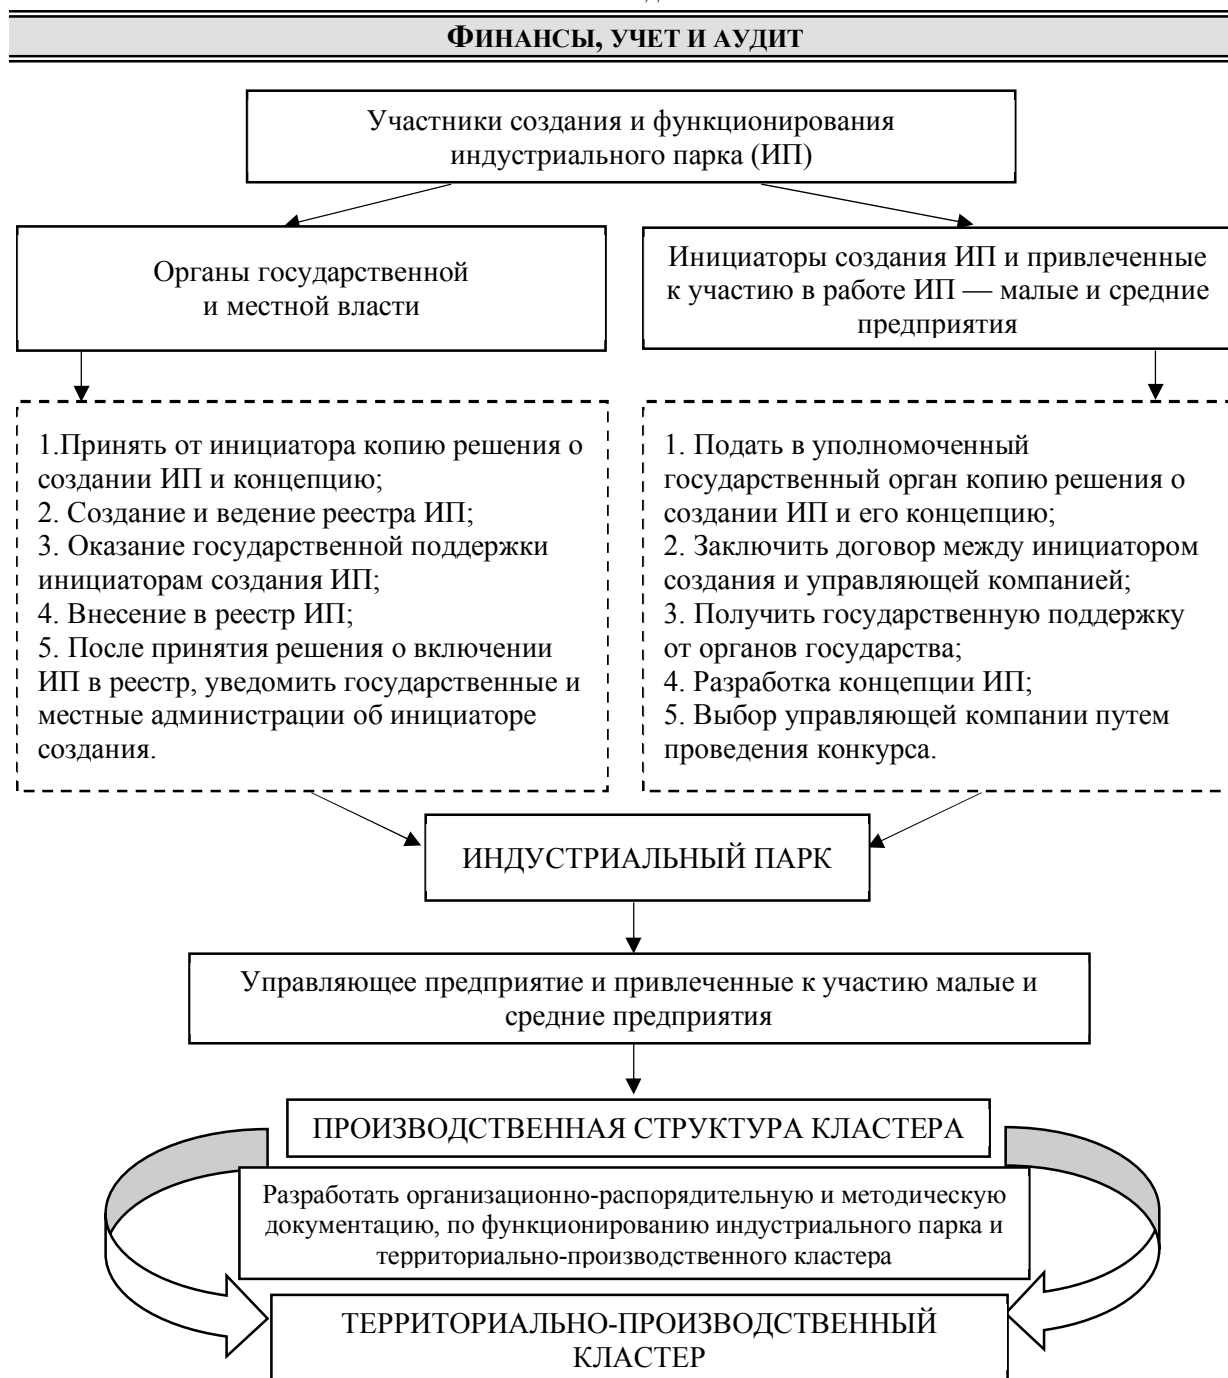 ФИНАНСЫ, УЧЕТ И АУДИТ
Участники создания и функционирования
индустриального парка (ИП)
Органы государственной
и местной власти
Инициаторы создания ИП и привлеченные
к участию в работе ИП — малые и средние
предприятия
1.Принять от инициатора копию решения о
создании ИП и концепцию;
2. Создание и ведение реестра ИП;
3. Оказание государственной поддержки
инициаторам создания ИП;
4. Внесение в реестр ИП;
5. После принятия решения о включении
ИП в реестр, уведомить государственные и
местные администрации об инициаторе
создания.
1. Подать в уполномоченный
государственный орган копию решения о
создании ИП и его концепцию;
2. Заключить договор между инициатором
создания и управляющей компанией;
3. Получить государственную поддержку
от органов государства;
4. Разработка концепции ИП;
5. Выбор управляющей компании путем
проведения конкурса.
ИНДУСТРИАЛЬНЫЙ ПАРК
Управляющее предприятие и привлеченные к участию малые и
средние предприятия
ПРОИЗВОДСТВЕННАЯ СТРУКТУРА КЛАСТЕРА
Разработать организационно-распорядительную и методическую
документацию, по функционированию индустриального парка и
территориально-производственного кластера
ТЕРРИТОРИАЛЬНО-ПРОИЗВОДСТВЕННЫЙ
КЛАСТЕР